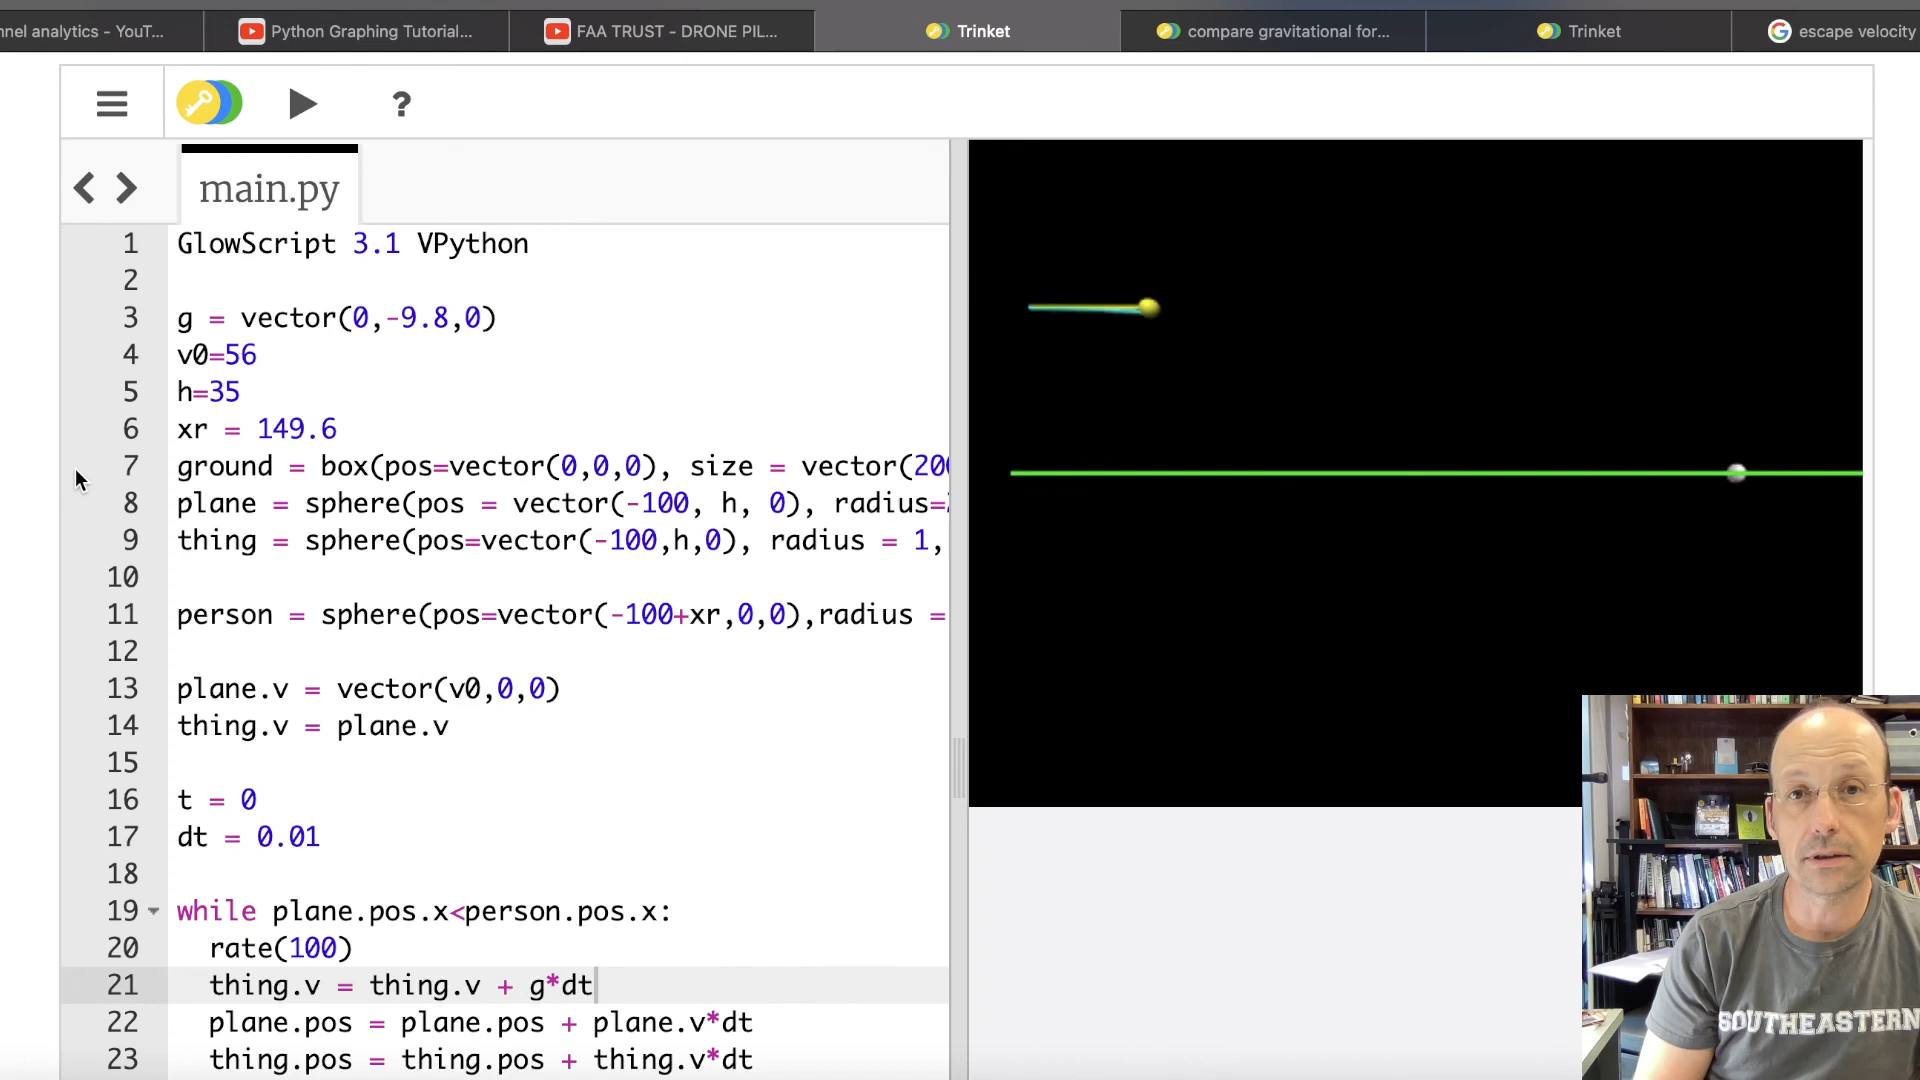 nnel analytics - YouT...
Python Graphing Tutorial...
FAA TRUST - DRONE PIL...
Trinket
compare gravitational for...
Trinket
escape velocity
?
main.py
1 GlowScript 3.1 VPython
2
3 g = vector(0,-9.8,0)
4 v0=56
5 h=35
6 xr = 149.6
7 ground = box(pos=vector(0,0,0), size = vector(200
8 plane = sphere(pos = vector(-100, h, 0), radius=
9 thing = sphere(pos=vector(-100,h,0), radius = 1,
10
11 person = sphere(pos=vector(-100+xr,0,0),radius =
12
13 plane.v = vector(v0,0,0)
14 thing.v = plane.v
15
16 t = 0
17 dt = 0.01
18
19 while plane.pos.x<person.pos.x:
20 rate(100)
21 thing.v = thing.v + g*dt
22 plane.pos = plane.pos + plane.v*dt
23 thing.pos = thing.pos + thing.v*dt
SOUTHEASTERN